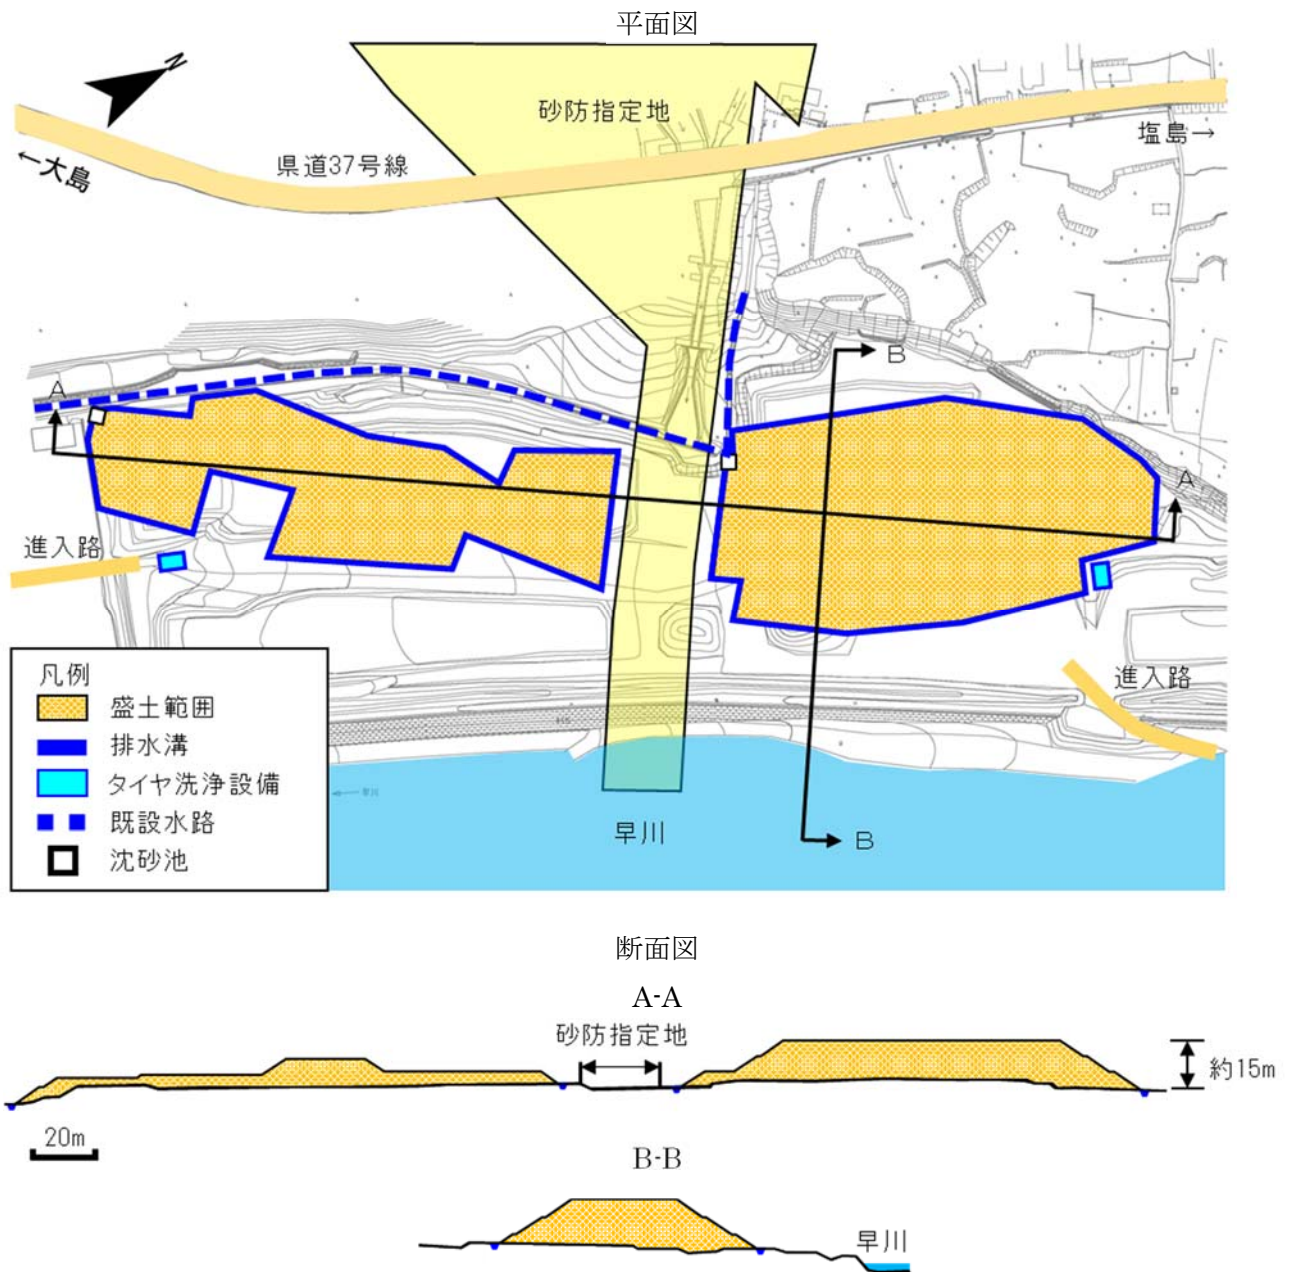 平面図
N
砂防指定地
塩島→
県道37号線
←大島
B
A
A
進入路
進入路
凡例
盛土範囲
排水溝
タイヤ洗浄設備
既設水路
沈砂池
早川
B
断面図
A-A
砂防指定地
約15m
20m
B-B
早川